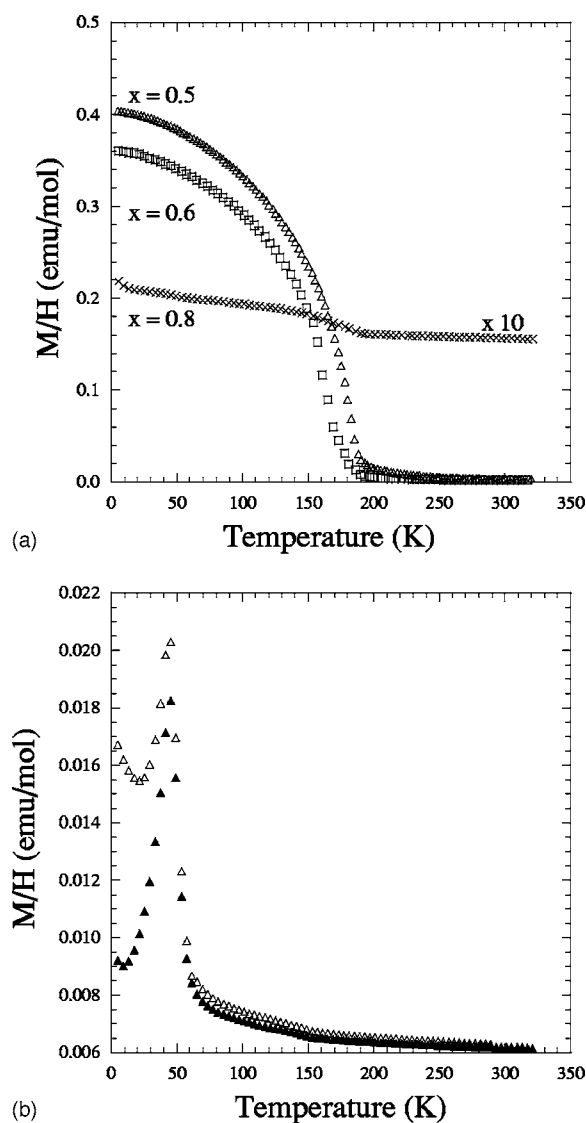 0.5
x = 0.5
0.4
x = 0.6
0.3
M/H (emu/mol)
0.2
x = 0.8
x 10
0.1
0.0
0 50 100 150 200 250 300 350
(a)
Temperature (K)
0.022
0.020
0.018
0.016
0.014
M/H (emu/mol)
0.012
0.010
0.008
0.006
0 50 100 150 200 250 300 350
(b)
Temperature (K)